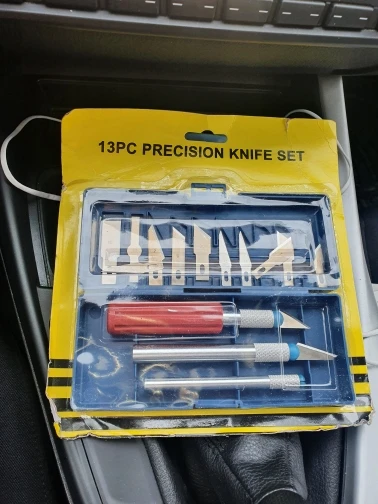 13PC PRECISION KNIFE SET